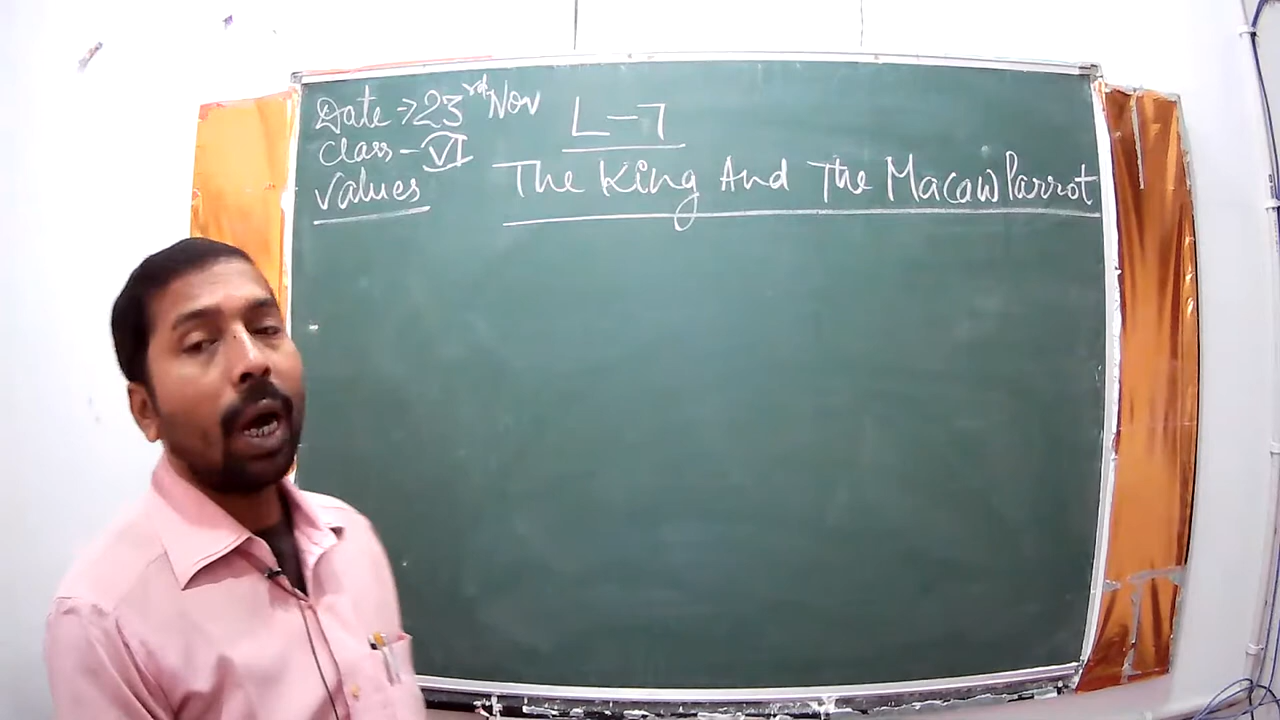 Date → 23rd Nov
Class - VI
Values
L-7
The King And The Macaw Parrot